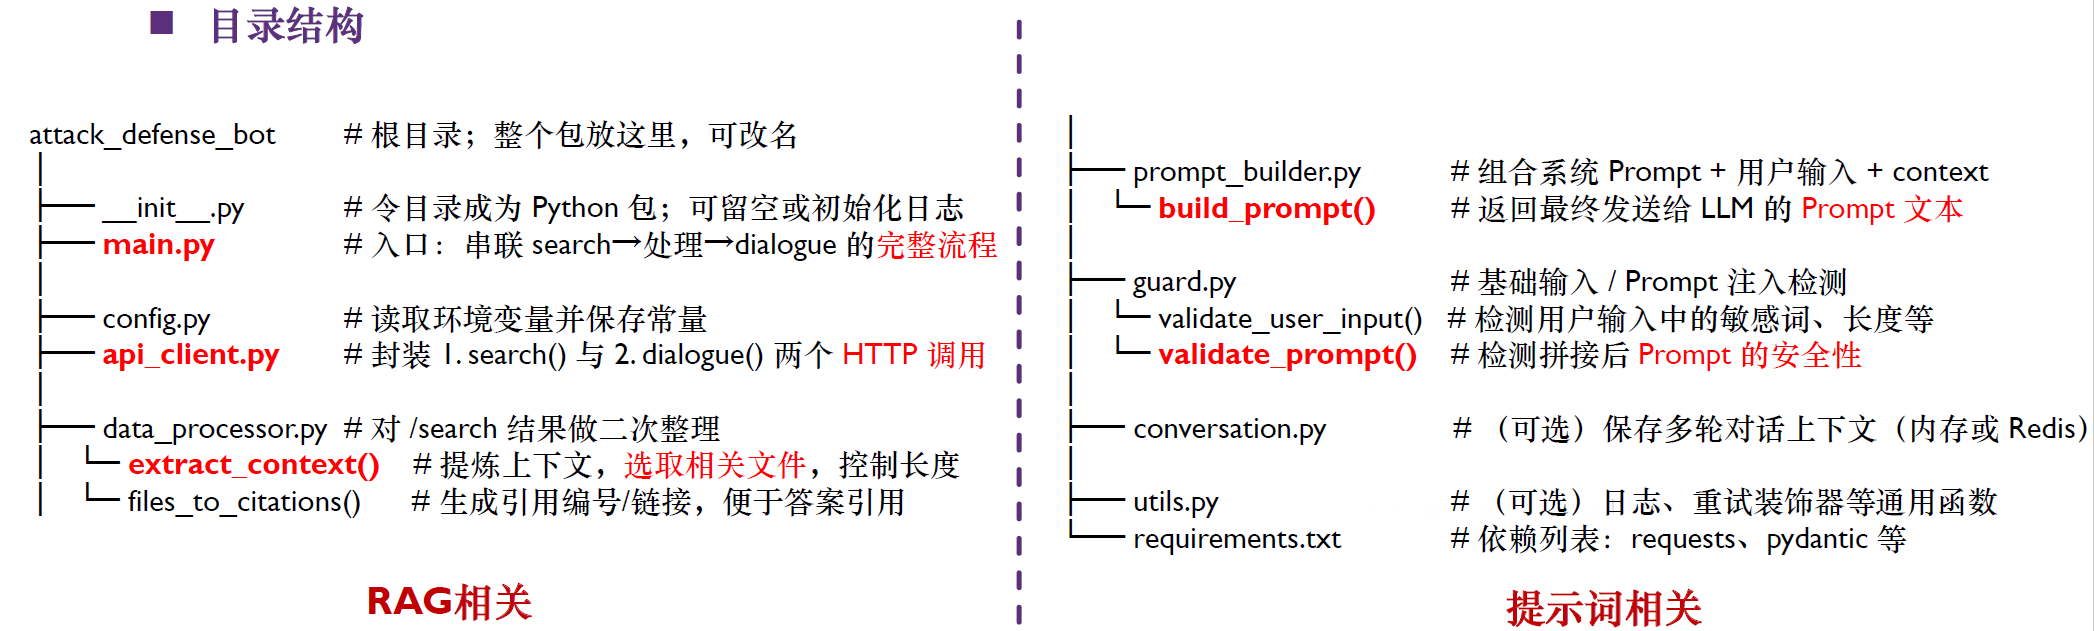 ■ 目录结构
attack_defense_bot # 根目录；整个包放这里，可改名
│
├── __init__.py # 令目录成为 Python 包；可留空或初始化日志
├── main.py # 入口：串联 search→处理→dialogue 的完整流程
│
├── config.py # 读取环境变量并保存常量
├── api_client.py # 封装 1. search() 与 2. dialogue() 两个 HTTP 调用
│
├── data_processor.py # 对 /search 结果做二次整理
│ └─ extract_context() # 提炼上下文，选取相关文件，控制长度
│ └─ files_to_citations() # 生成引用编号/链接，便于答案引用
RAG相关
│
├── prompt_builder.py # 组合系统 Prompt + 用户输入 + context
│ └─ build_prompt() # 返回最终发送给 LLM 的 Prompt 文本
│
├── guard.py # 基础输入 / Prompt 注入检测
│ └─ validate_user_input() # 检测用户输入中的敏感词、长度等
│ └─ validate_prompt() # 检测拼接后 Prompt 的安全性
│
├── conversation.py # （可选）保存多轮对话上下文（内存或 Redis）
│
├── utils.py # （可选）日志、重试装饰器等通用函数
└── requirements.txt # 依赖列表：requests、pydantic 等
提示词相关